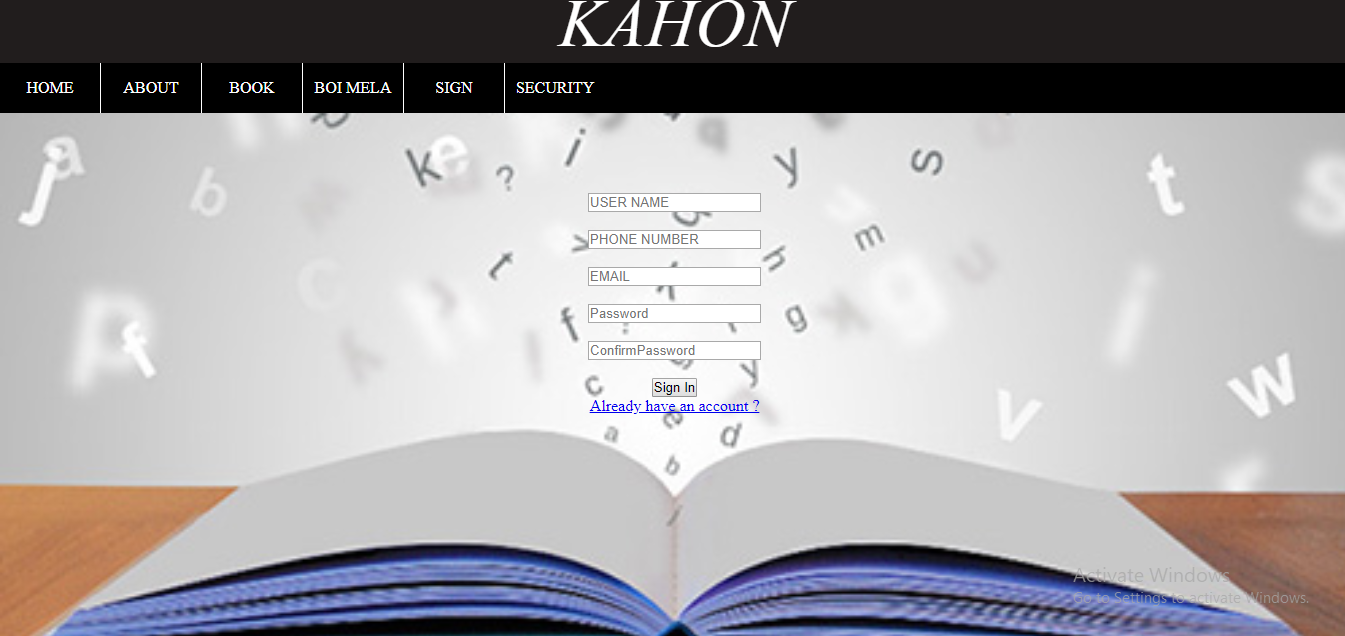 KAHON
HOME ABOUT BOOK BOI MELA SIGN SECURITY
USER NAME
PHONE NUMBER
EMAIL
Password
ConfirmPassword
Sign In
Already have an account ?
Activate Windows
Go to Settings to activate Windows.